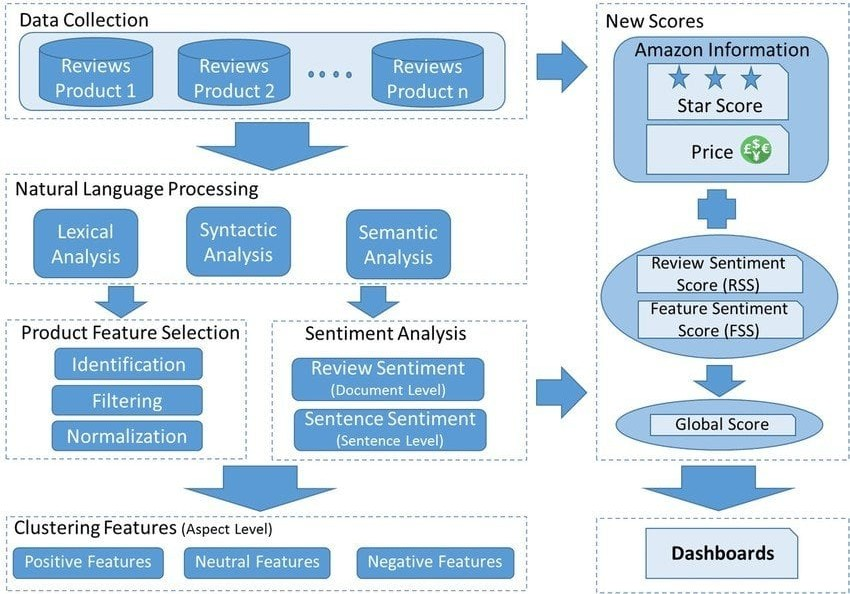 Data Collection
Reviews
Product 1
Reviews
Product 2
Reviews
Product n
Natural Language Processing
Lexical
Analysis
Syntactic
Analysis
Semantic
Analysis
Product Feature Selection
Identification
Filtering
Normalization
Sentiment Analysis
Review Sentiment
(Document Level)
Sentence Sentiment
(Sentence Level)
Clustering Features (Aspect Level)
Positive Features
Neutral Features
Negative Features
New Scores
Amazon Information
Star Score
Price £$€¥
Review Sentiment
Score (RSS)
Feature Sentiment
Score (FSS)
Global Score
Dashboards